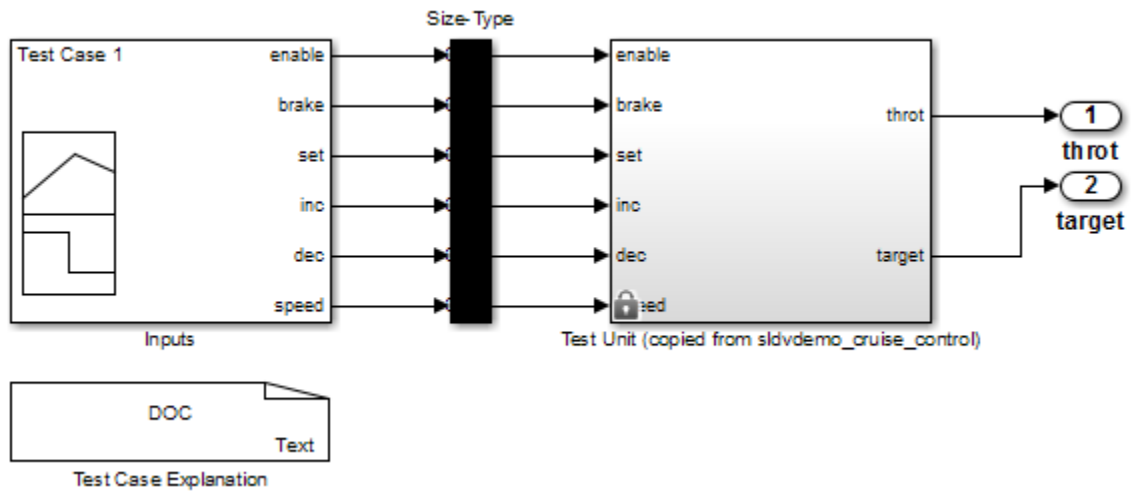 Size-Type
Test Case 1
enable
brake
set
inc
dec
speed
Inputs
enable
brake
set
inc
dec
eed
throt
target
Test Unit (copied from sldvdemo_cruise_control)
1
throt
2
target
DOC
Text
Test Case Explanation